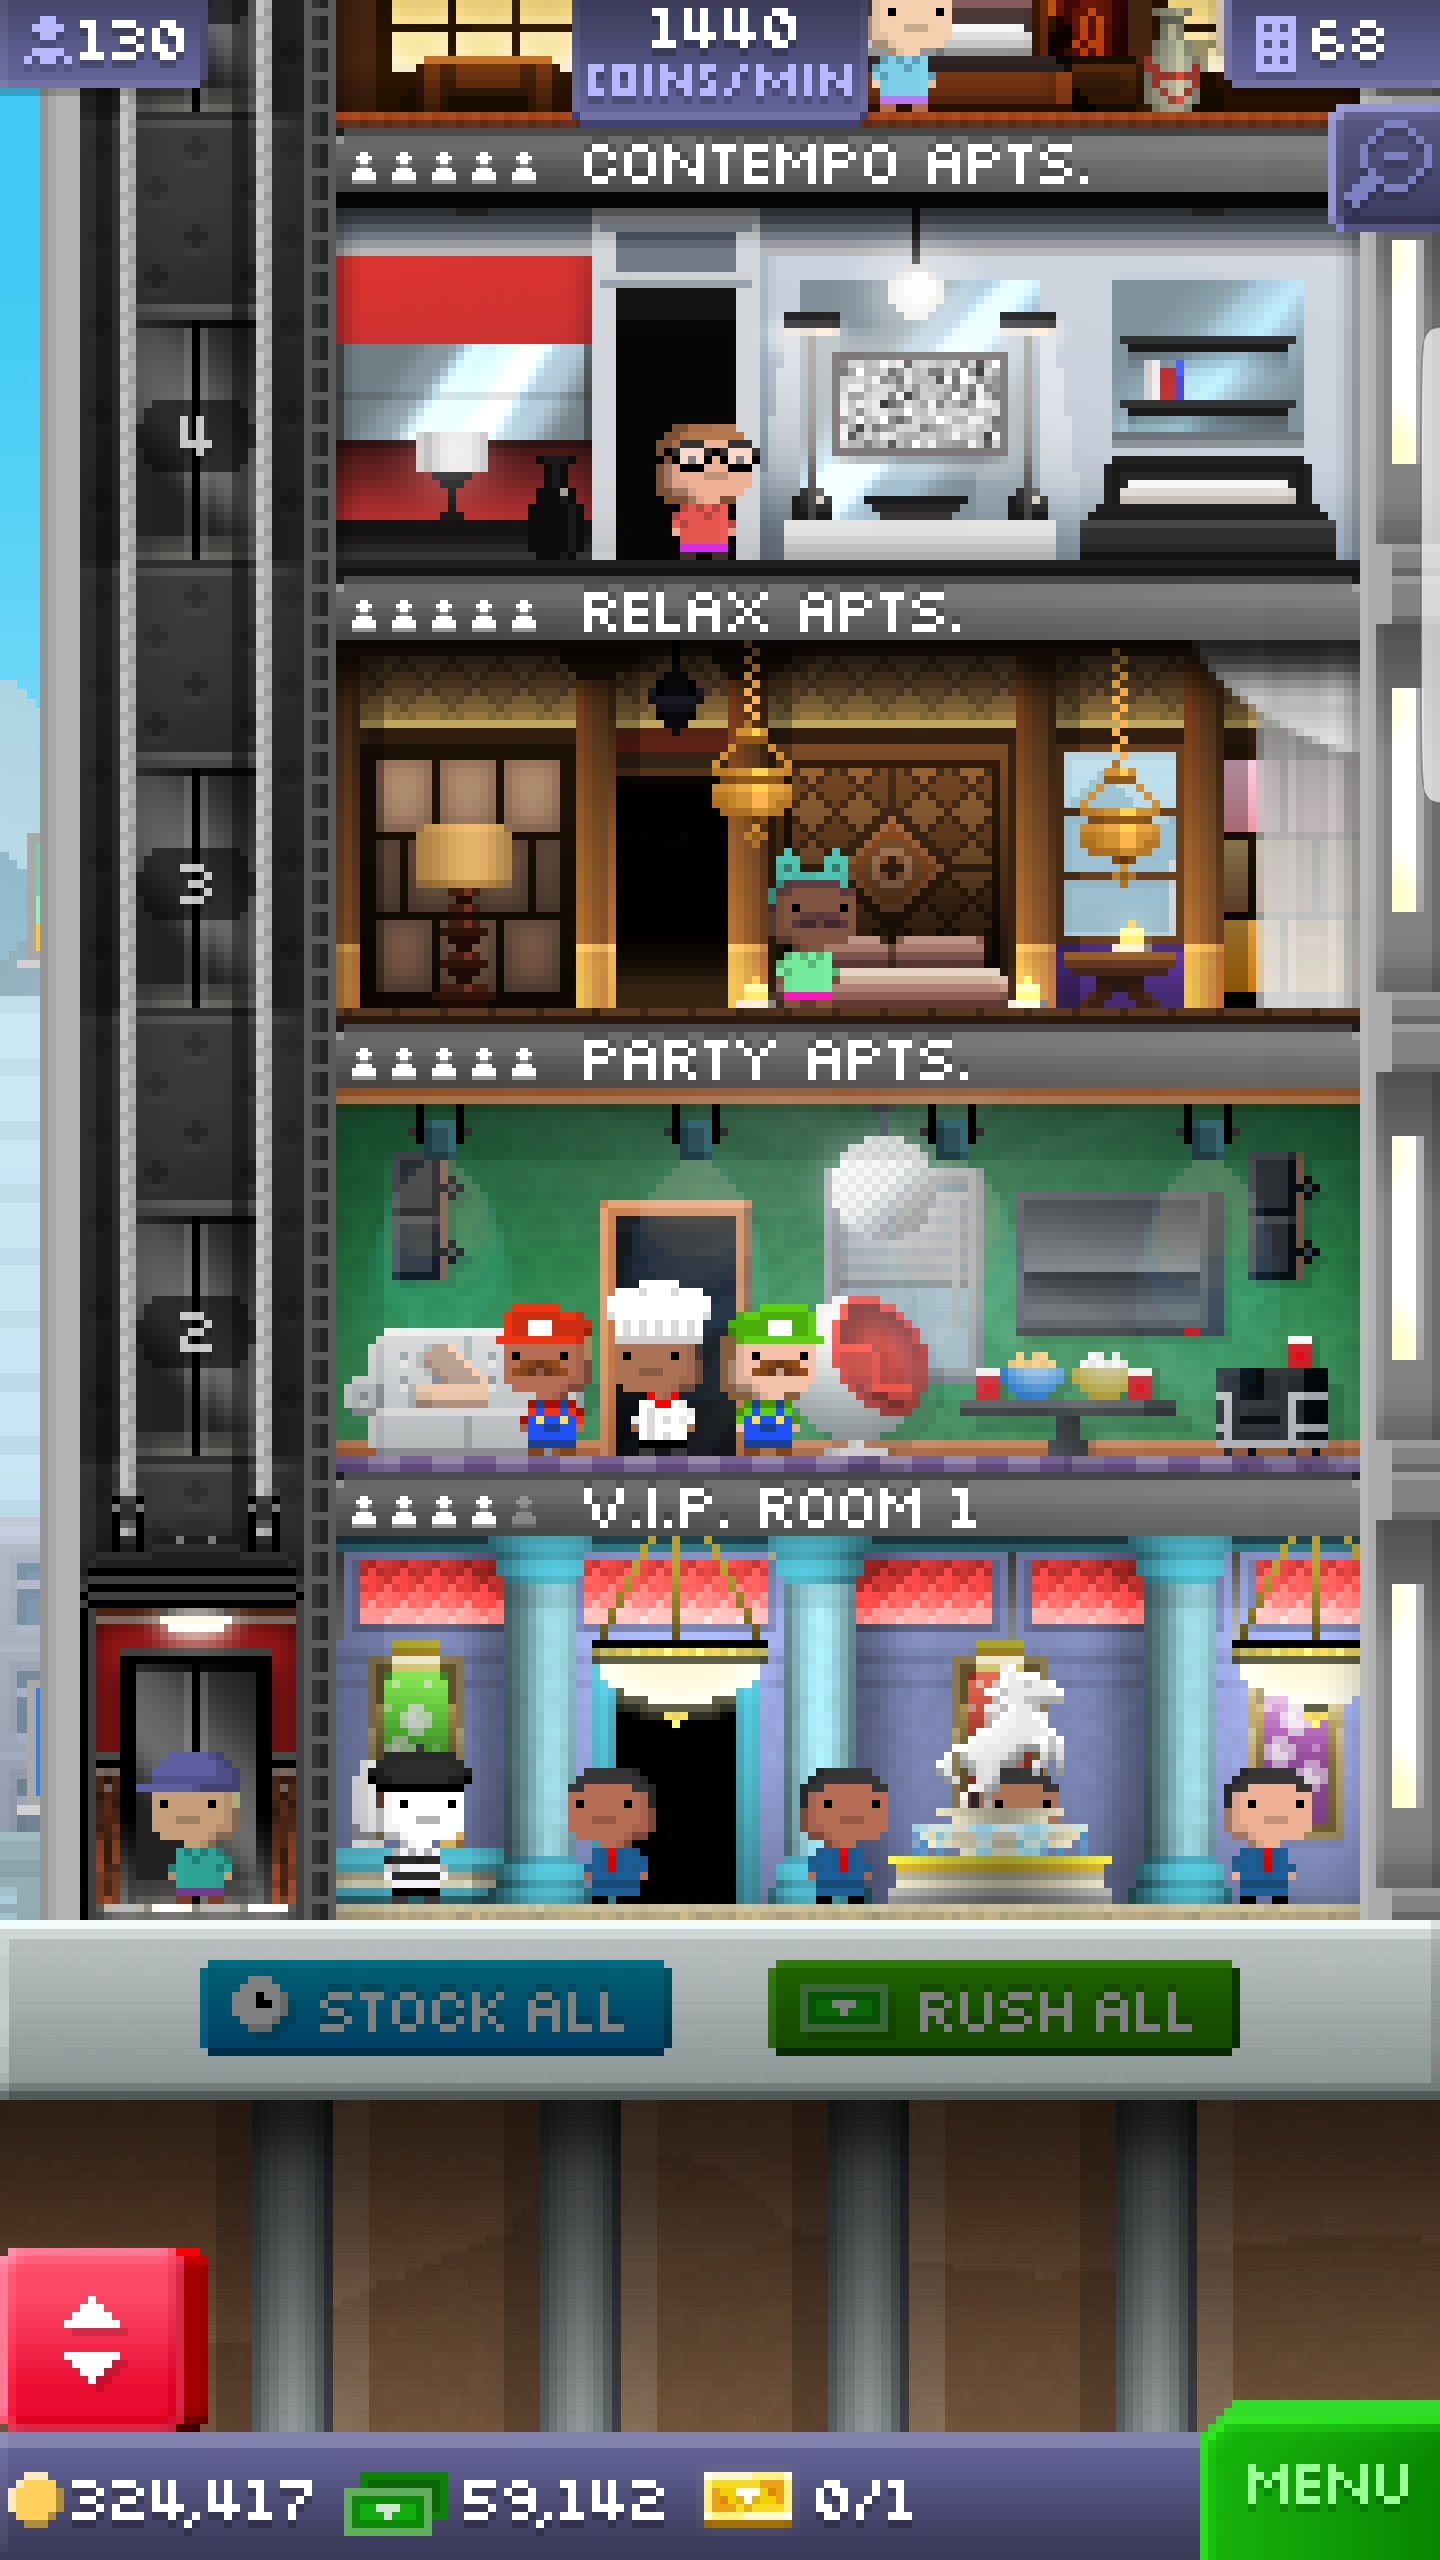 130
1440
COINS/MIN
68
CONTEMPO APTS.
4
RELAX APTS.
3
PARTY APTS.
2
V.I.P. ROOM 1
STOCK ALL
RUSH ALL
324,417
59,142
0/1
MENU